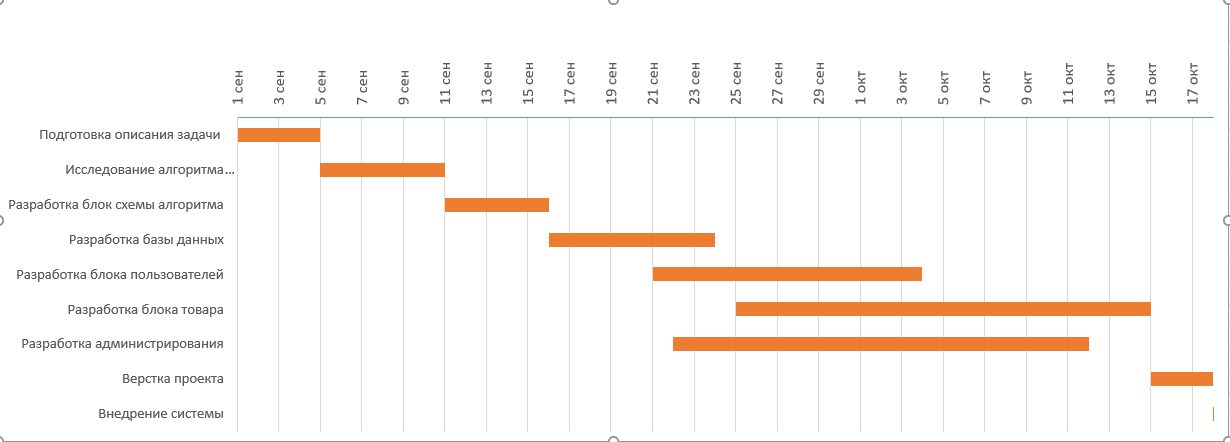 1 сен
3 сен
5 сен
7 сен
9 сен
11 сен
13 сен
15 сен
17 сен
19 сен
21 сен
23 сен
25 сен
27 сен
29 сен
1 окт
3 окт
5 окт
7 окт
9 окт
11 окт
13 окт
15 окт
17 окт
Подготовка описания задачи
Исследование алгоритма...
Разработка блок схемы алгоритма
Разработка базы данных
Разработка блока пользователей
Разработка блока товара
Разработка администрирования
Верстка проекта
Внедрение системы